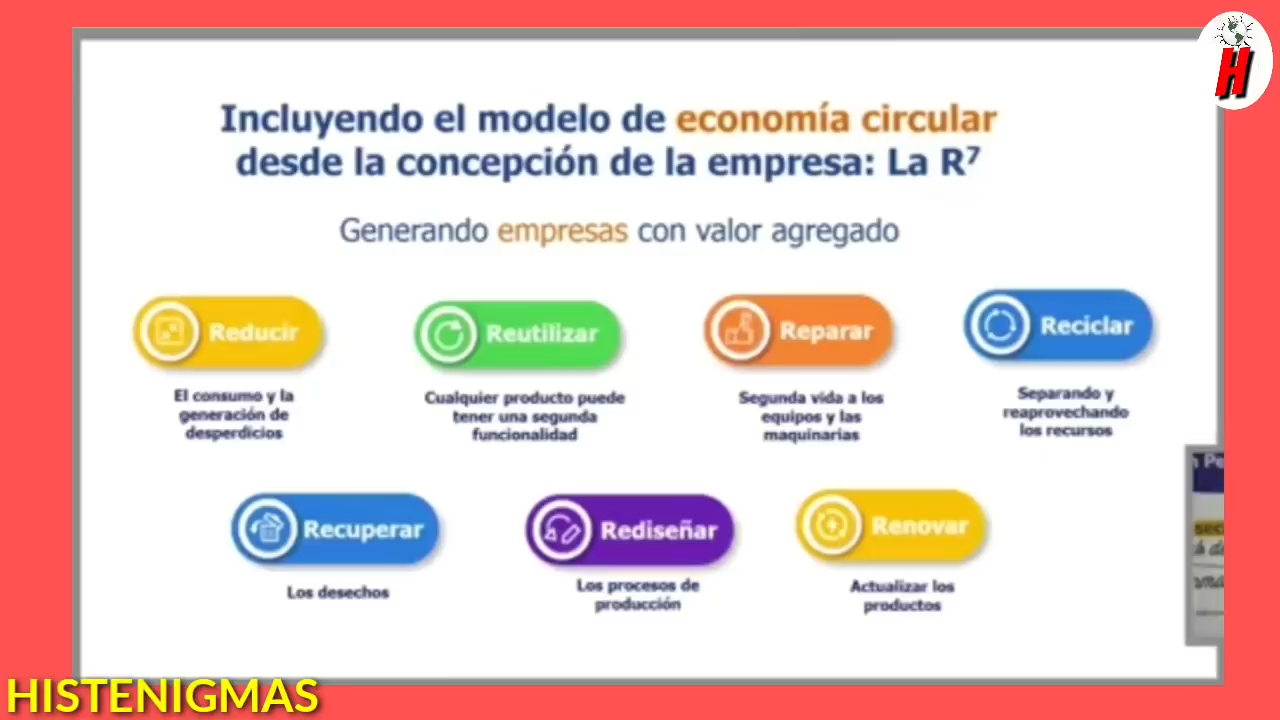 Incluyendo el modelo de economía circular
desde la concepción de la empresa: La R⁷
Generando empresas con valor agregado
Reducir
El consumo y la
generación de
desperdicios
Reutilizar
Cualquier producto puede
tener una segunda
funcionalidad
Reparar
Segunda vida a los
equipos y las
maquinarias
Reciclar
Separando y
reaprovechando
los recursos
Recuperar
Los desechos
Rediseñar
Los procesos de
producción
Renovar
Actualizar los
productos
H
HISTENIGMAS